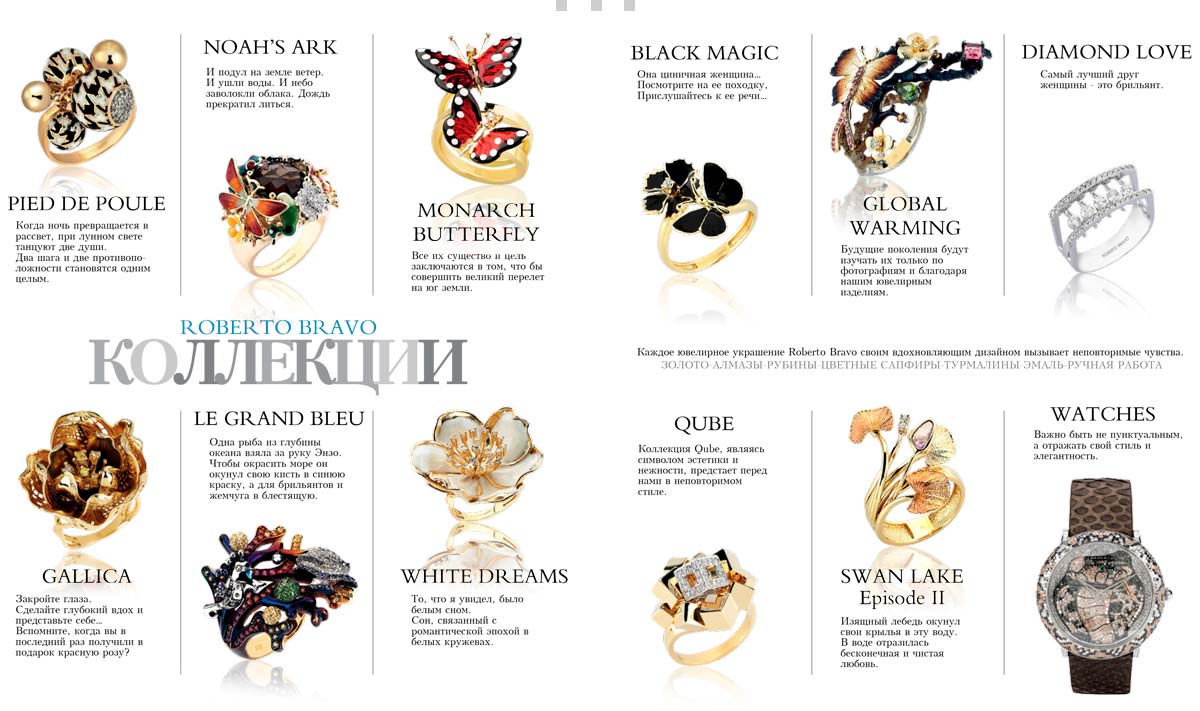 PIED DE POULE
Когда ночь превращается в
рассвет, при лунном свете
танцуют две души.
Два шага и две противопо-
ложности становятся одним
целым.
NOAH'S ARK
И подул на земле ветер.
И ушли воды. И небо
заволокли облака. Дождь
прекратил литься.
MONARCH
BUTTERFLY
Все их существо и цель
заключаются в том, что бы
совершить великий перелет
на юг земли.
BLACK MAGIC
Она циничная женщина...
Посмотрите на ее походку,
Прислушайтесь к ее речи...
GLOBAL
WARMING
Будущие поколения будут
изучать их только по
фотографиям и благодаря
нашим ювелирным
изделиям.
DIAMOND LOVE
Самый лучший друг
женщины - это брильянт.
ROBERTO BRAVO
ROBERTO BRAVO
ROBERTO BRAVO
КОЛЛЕКЦИИ
Каждое ювелирное украшение Roberto Bravo своим вдохновляющим дизайном вызывает неповторимые чувства.
ЗОЛОТО-АЛМАЗЫ-РУБИНЫ-ЦВЕТНЫЕ САПФИРЫ-ТУРМАЛИНЫ-ЭМАЛЬ-РУЧНАЯ РАБОТА
GALLICA
Закройте глаза.
Сделайте глубокий вдох и
представьте себе...
Вспомните, когда вы в
последний раз получили в
подарок красную розу?
LE GRAND BLEU
Одна рыба из глубины
океана взяла за руку Энзо.
Чтобы окрасить море он
окунул свою кисть в синюю
краску, а для брильянтов и
жемчуга в блестящую.
WHITE DREAMS
То, что я увидел, было
белым сном.
Сон, связанный с
романтической эпохой в
белых кружевах.
QUBE
Коллекция Qube, являясь
символом эстетики и
нежности, предстает перед
нами в неповторимом
стиле.
SWAN LAKE
Episode II
Изящный лебедь окунул
свои крылья в эту воду.
В воде отразилась
бесконечная и чистая
любовь.
WATCHES
Важно быть не пунктуальным,
а отражать свой стиль и
элегантность.